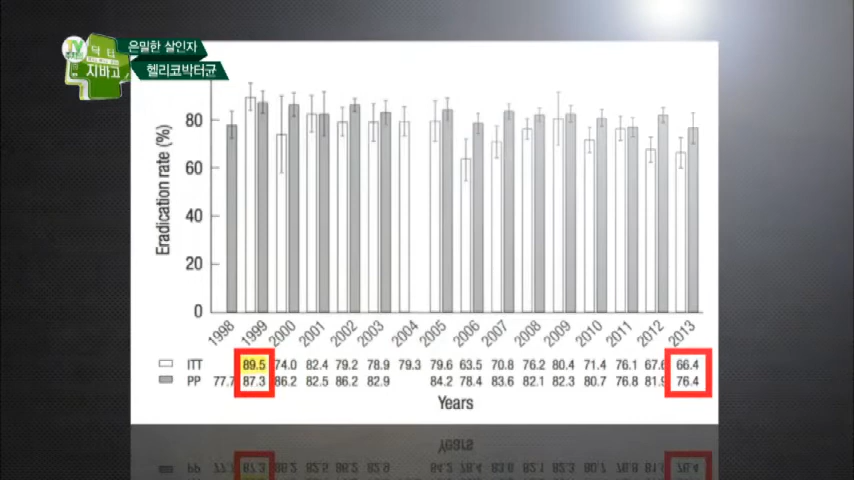 닥터
지바고
은밀한 살인자
헬리코박터균
Eradication rate (%)
80
60
40
20
0
1998 1999 2000 2001 2002 2003 2004 2005 2006 2007 2008 2009 2010 2011 2012 2013
ITT 89.5 74.0 82.4 79.2 78.9 79.3 79.6 63.5 70.8 76.2 80.4 71.4 76.1 67.6 66.4
PP 77.7 87.3 86.2 82.5 86.2 82.9 84.2 78.4 83.6 82.1 82.3 80.7 76.8 81.9 76.4
Years